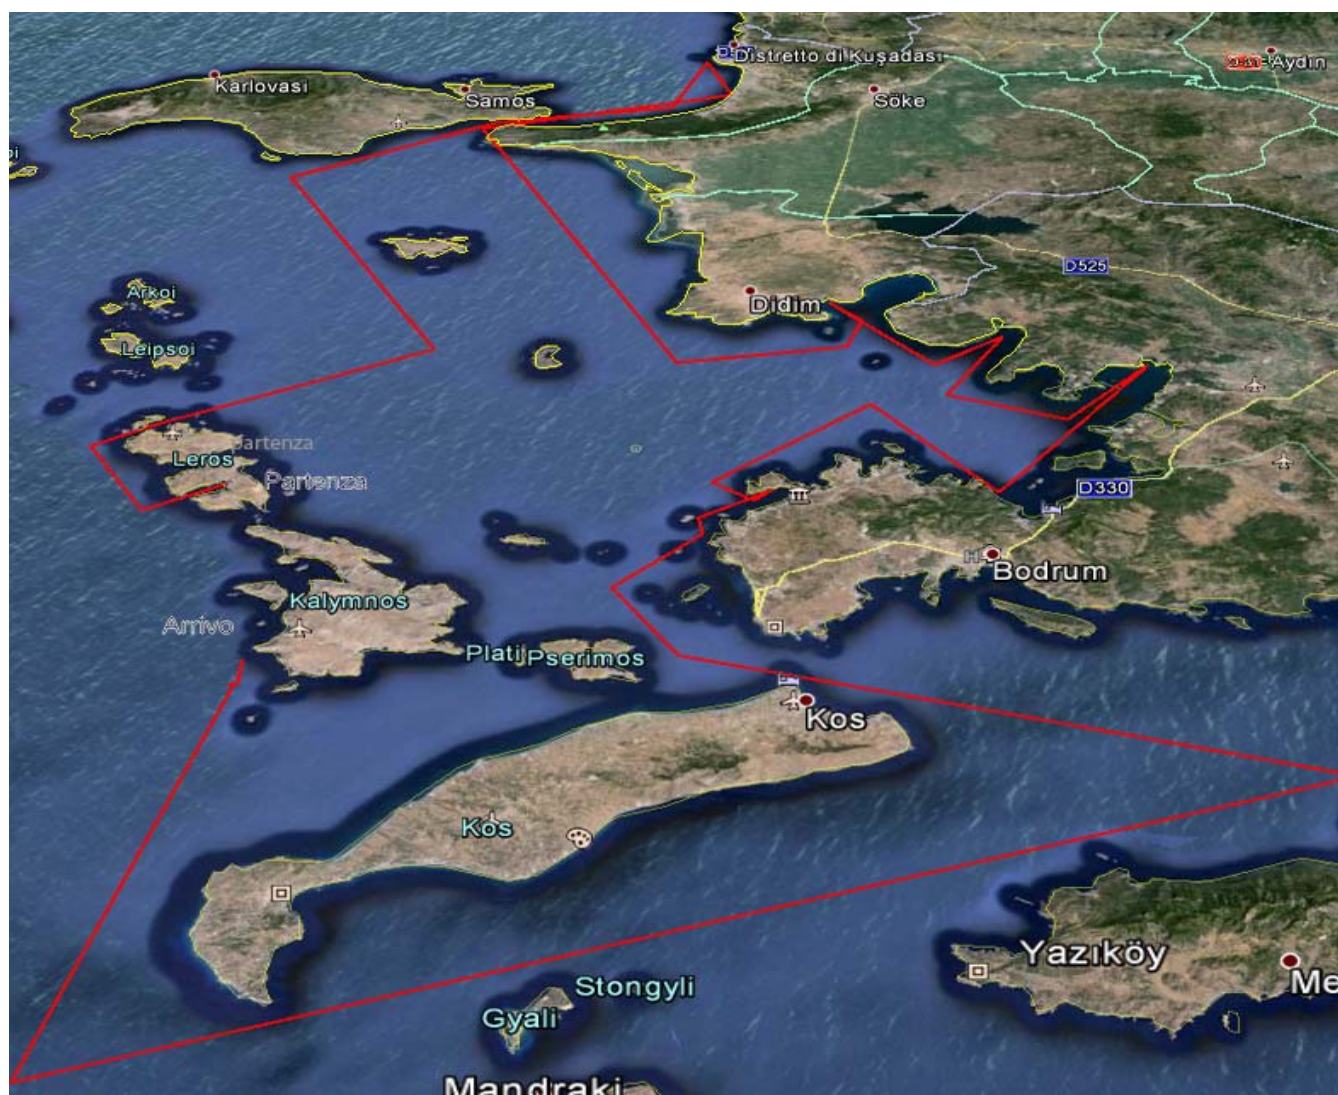 Distretto di Kuşadası
Aydın
Karlovasi
Samos
Söke
Arkoi
D525
Didim
Leipsoi
Partenza
Leros
Partenza
D330
Bodrum
Kalymnos
Arrivo
Plati
Pserimos
Kos
Kos
Yazıköy
Stongyli
Me
Gyali
Mandraki